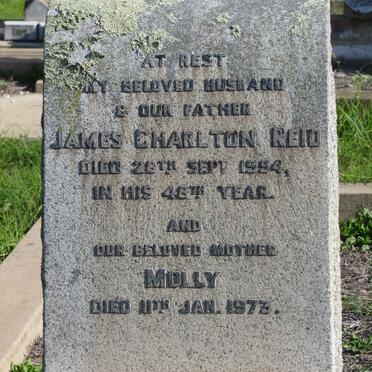 AT REST
MY BELOVED HUSBAND
& OUR FATHER
JAMES CHARLTON REID
DIED 28TH SEPT 1954,
IN HIS 48TH YEAR.
AND
OUR BELOVED MOTHER
MOLLY
DIED 11TH JAN. 1973.